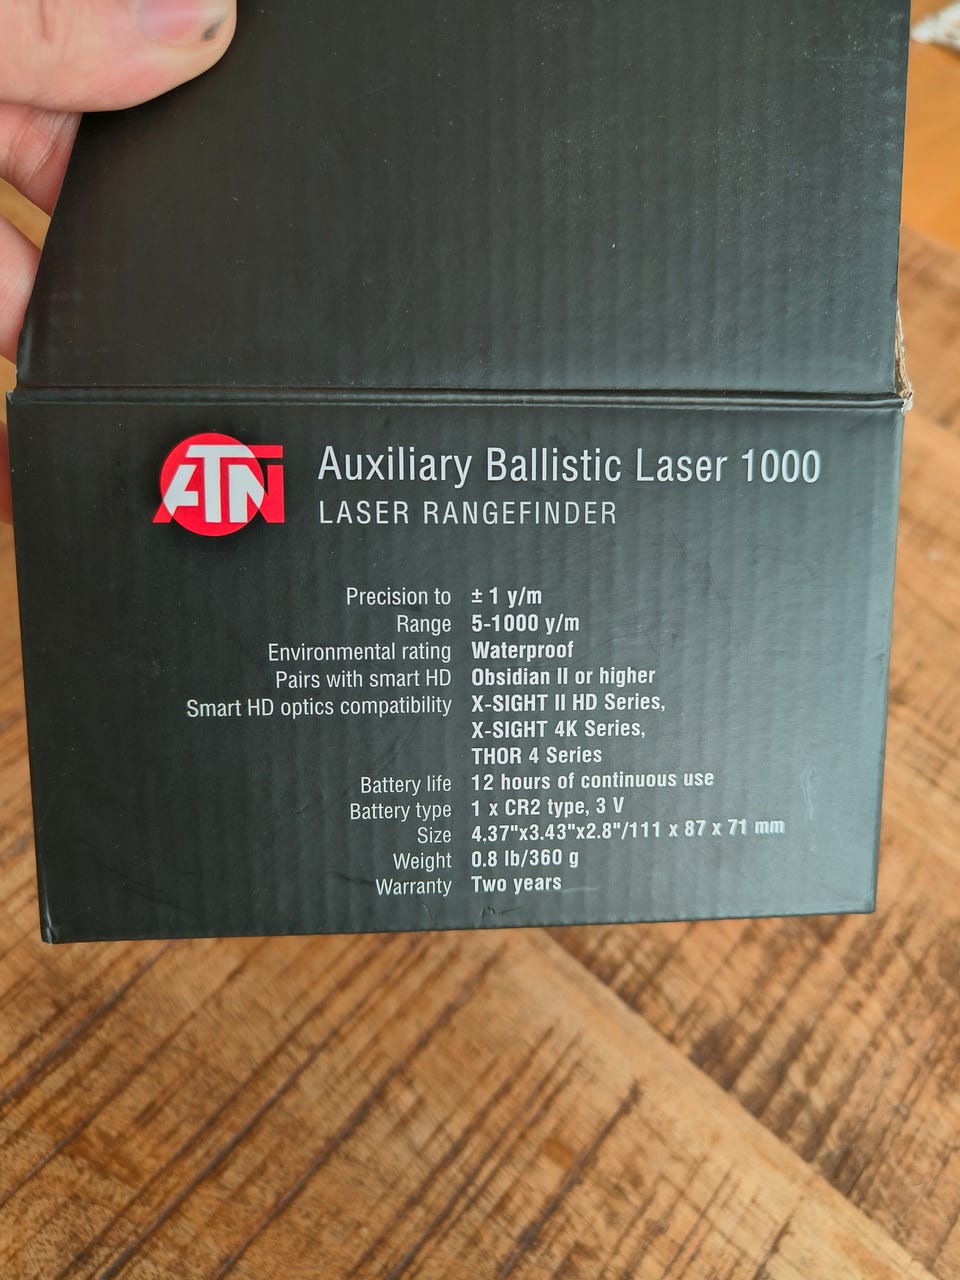 ATN
Auxiliary Ballistic Laser 1000
LASER RANGEFINDER
Precision to ± 1 y/m
Range 5-1000 y/m
Environmental rating Waterproof
Pairs with smart HD Obsidian II or higher
Smart HD optics compatibility X-SIGHT II HD Series,
X-SIGHT 4K Series,
THOR 4 Series
Battery life 12 hours of continuous use
Battery type 1 x CR2 type, 3 V
Size 4.37"x3.43"x2.8"/111 x 87 x 71 mm
Weight 0.8 lb/360 g
Warranty Two years